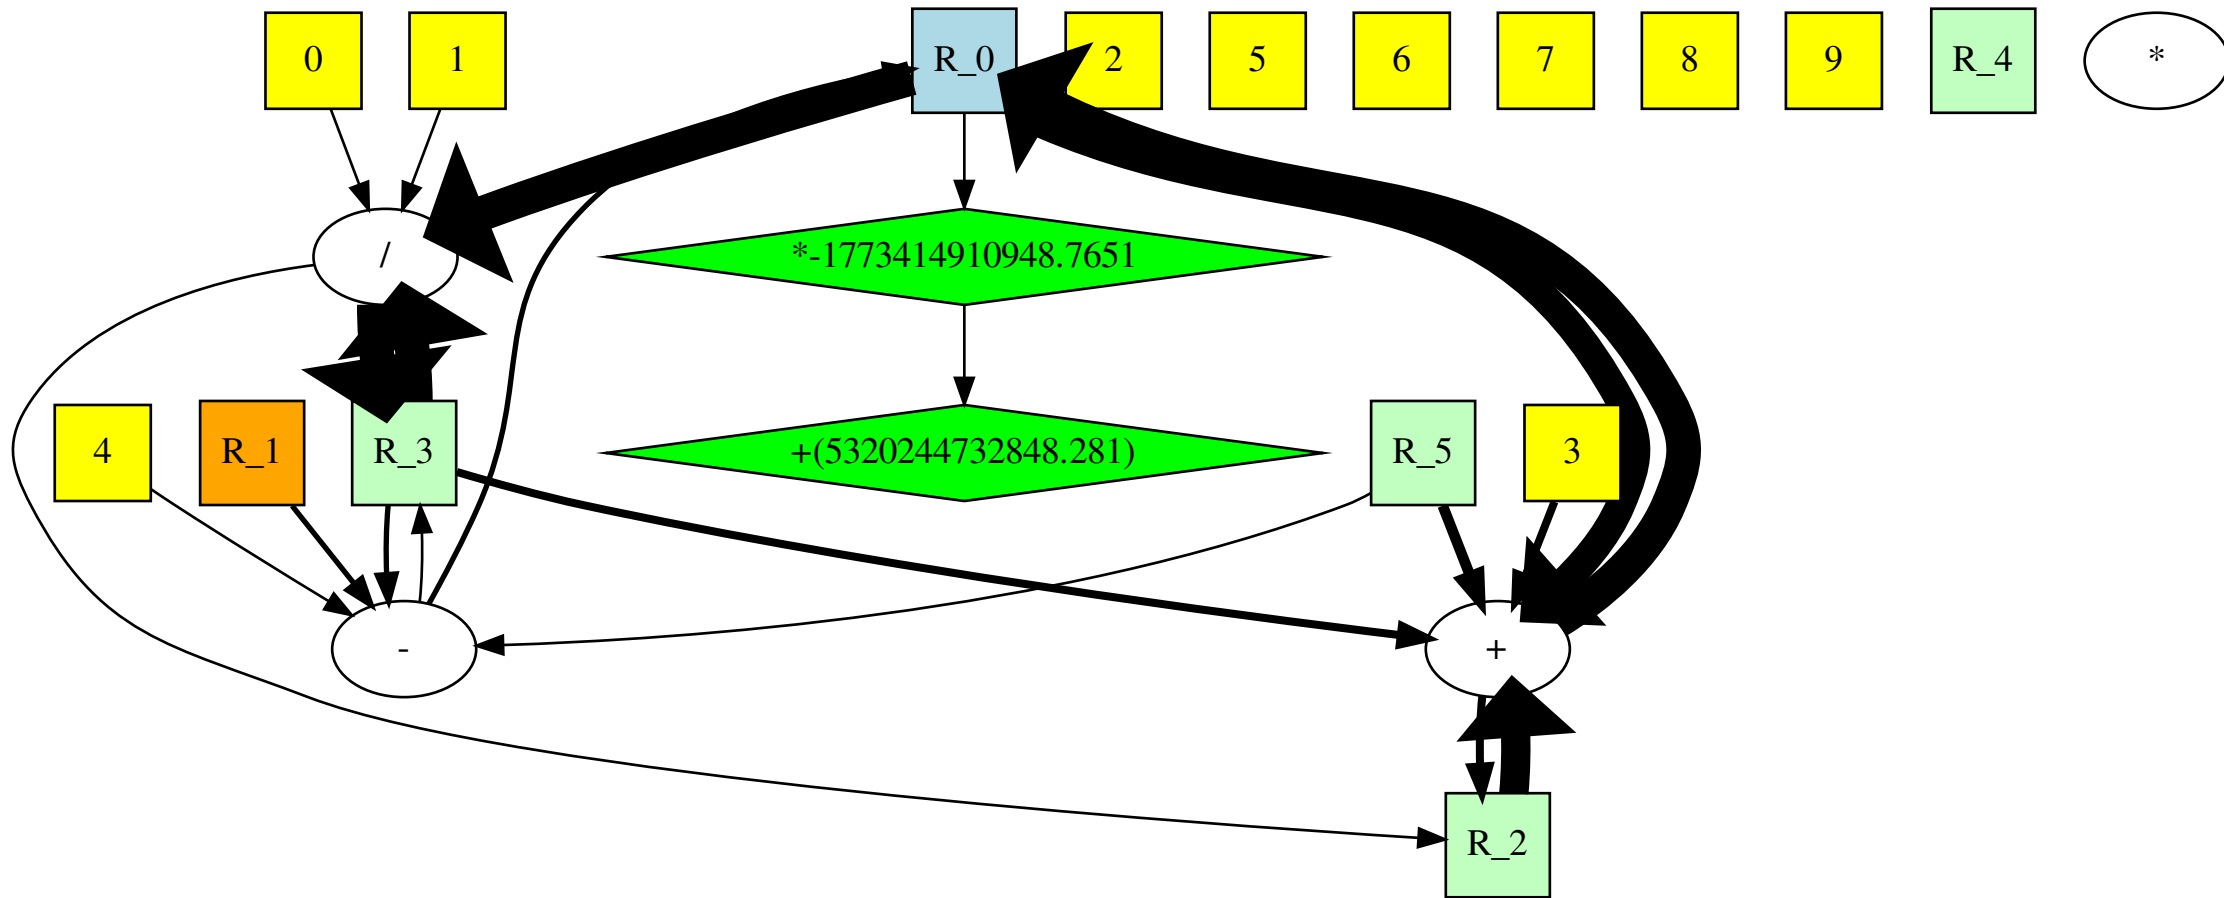 0 1 R_0 2 5 6 7 8 9 R_4 *
/ *-1773414910948.7651
4 R_1 R_3 +(5320244732848.281) R_5 3
- +
R_2